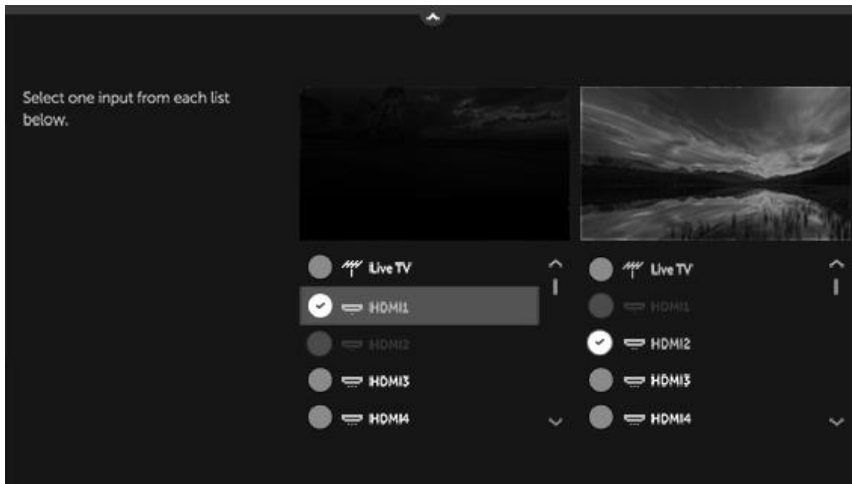 Select one input from each list
below.
Live TV
HDMI1
HDMI2
HDMI3
HDMI4
Live TV
HDMI1
HDMI2
HDMI3
HDMI4